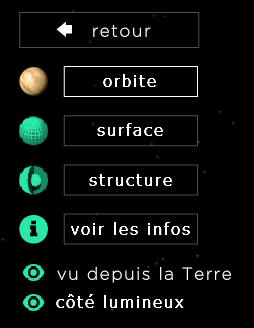 retour
orbite
surface
structure
voir les infos
vu depuis la Terre
côté lumineux